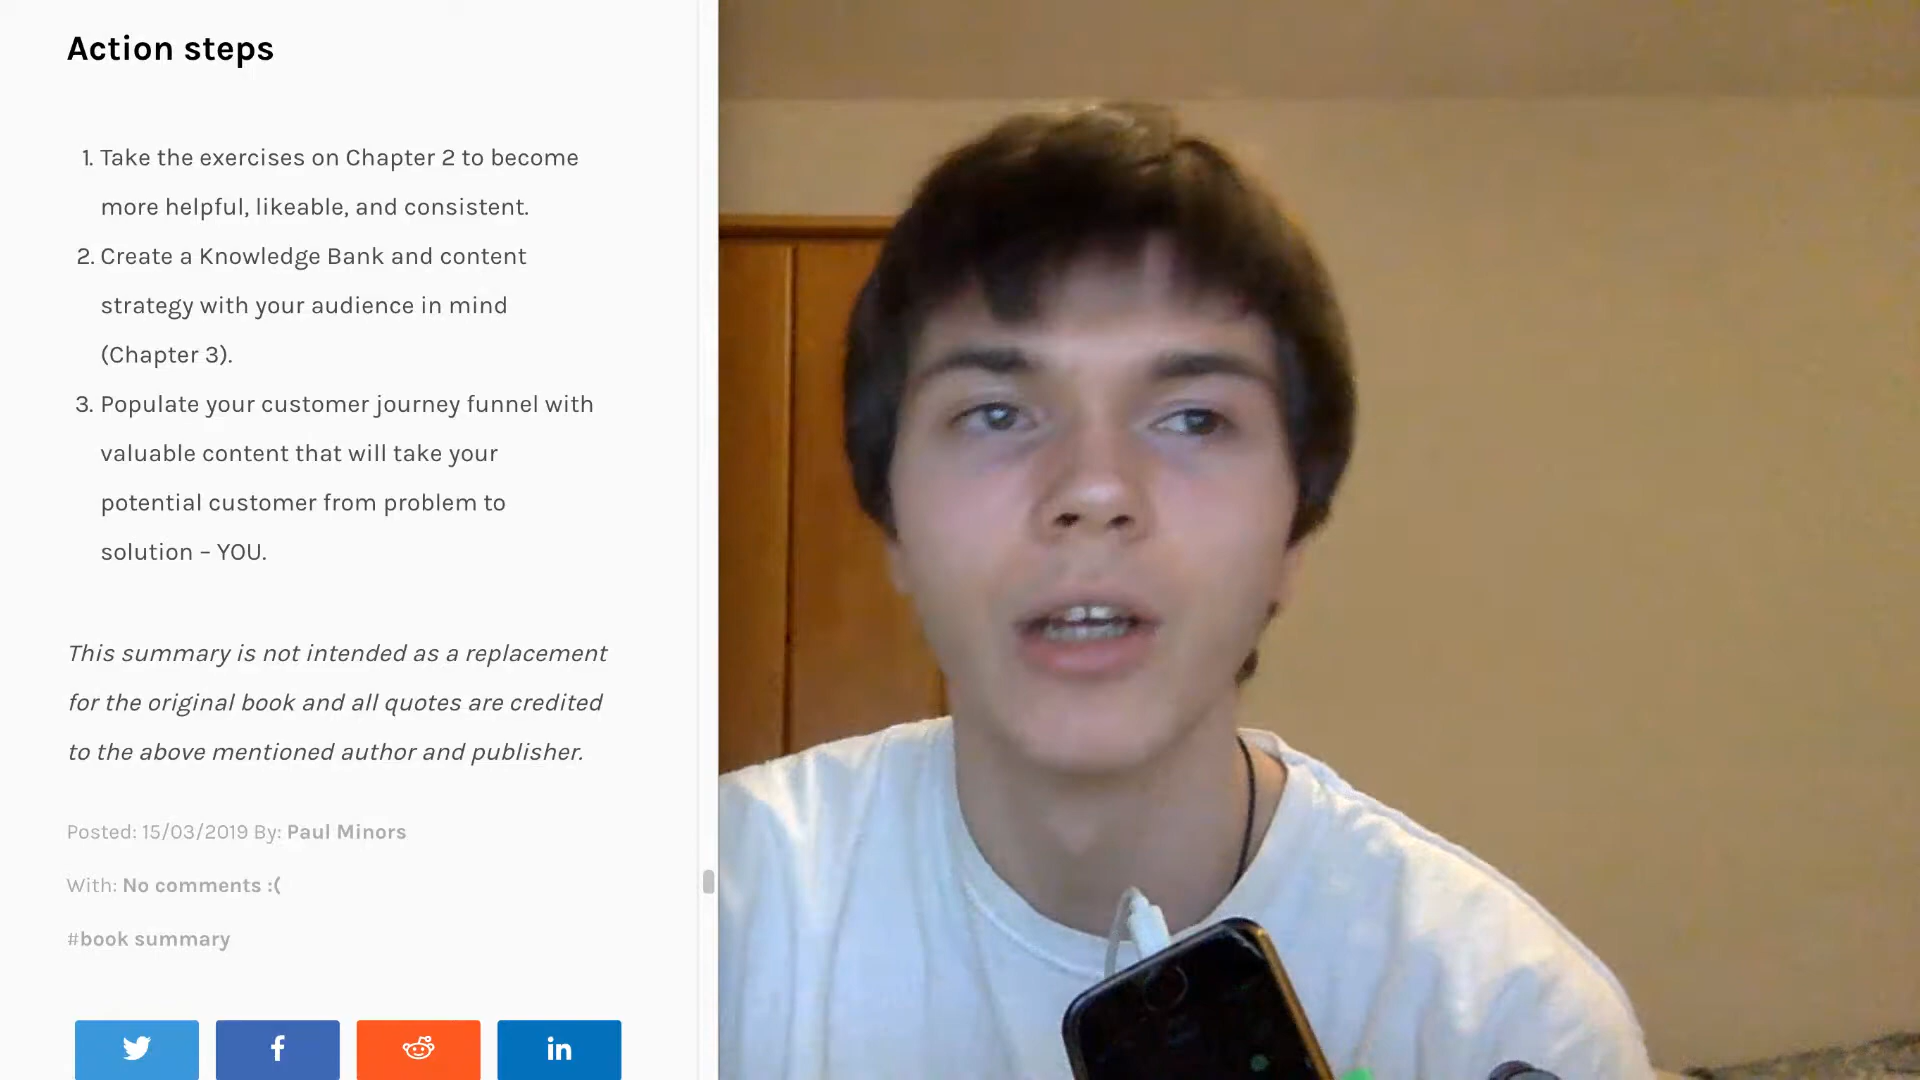 Action steps
1. Take the exercises on Chapter 2 to become
more helpful, likeable, and consistent.
2. Create a Knowledge Bank and content
strategy with your audience in mind
(Chapter 3).
3. Populate your customer journey funnel with
valuable content that will take your
potential customer from problem to
solution – YOU.
This summary is not intended as a replacement
for the original book and all quotes are credited
to the above mentioned author and publisher.
Posted: 15/03/2019 By: Paul Minors
With: No comments :(
#book summary